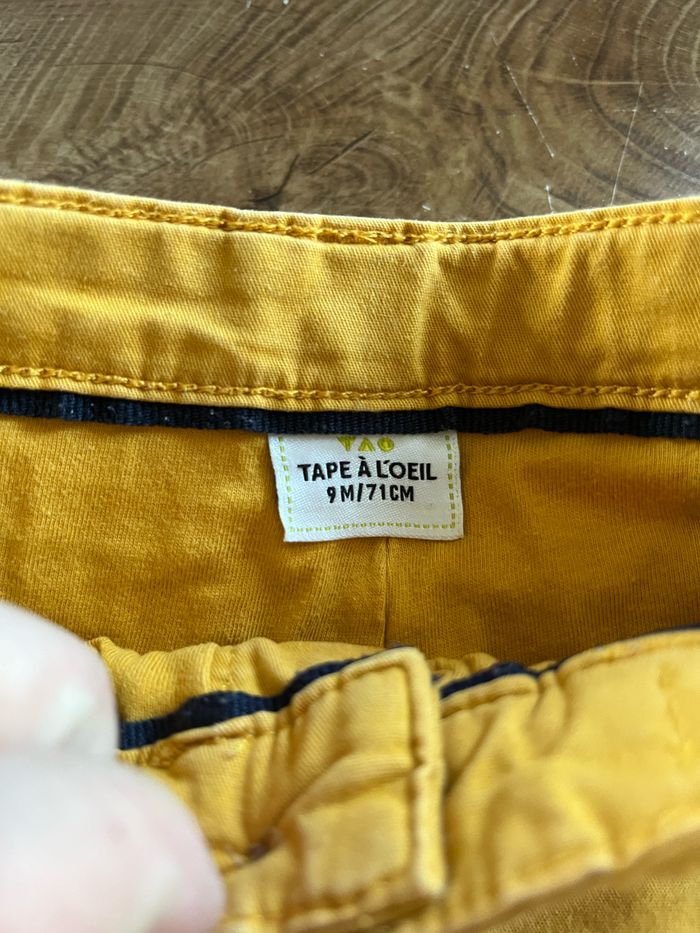 TAO
TAPE À L'OEIL
9M/71CM